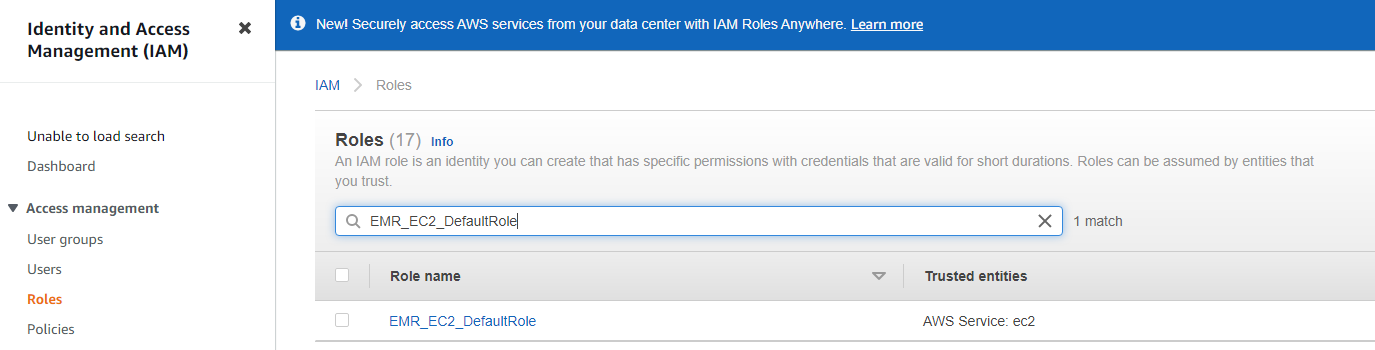 Identity and Access
Management (IAM)
Unable to load search
Dashboard
Access management
User groups
Users
Roles
Policies
New! Securely access AWS services from your data center with IAM Roles Anywhere. Learn more
IAM Roles
Roles (17) Info
An IAM role is an identity you can create that has specific permissions with credentials that are valid for short durations. Roles can be assumed by entities that
you trust.
EMR_EC2_DefaultRole 1 match
Role name Trusted entities
EMR_EC2_DefaultRole AWS Service: ec2